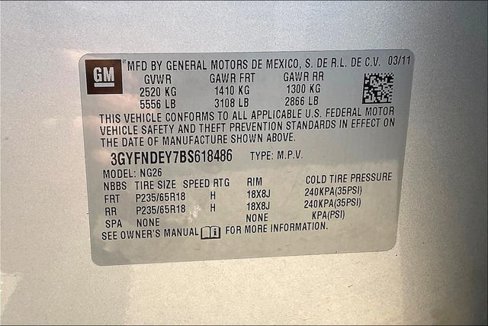 GM
MFD BY GENERAL MOTORS DE MEXICO, S. DE R.L. DE C.V. 03/11
GVWR GAWR FRT GAWR RR
2520 KG 1410 KG 1300 KG
5556 LB 3108 LB 2866 LB
THIS VEHICLE CONFORMS TO ALL APPLICABLE U.S. FEDERAL MOTOR
VEHICLE SAFETY AND THEFT PREVENTION STANDARDS IN EFFECT ON
THE DATE OF MANUFACTURE SHOWN ABOVE.
3GYFNDEY7BS618486 TYPE: M.P.V.
MODEL: NG26
NBBS TIRE SIZE SPEED RTG RIM COLD TIRE PRESSURE
FRT P235/65R18 H 18X8J 240KPA(35PSI)
RR P235/65R18 H 18X8J 240KPA(35PSI)
SPA NONE NONE KPA(PSI)
SEE OWNER'S MANUAL FOR MORE INFORMATION.